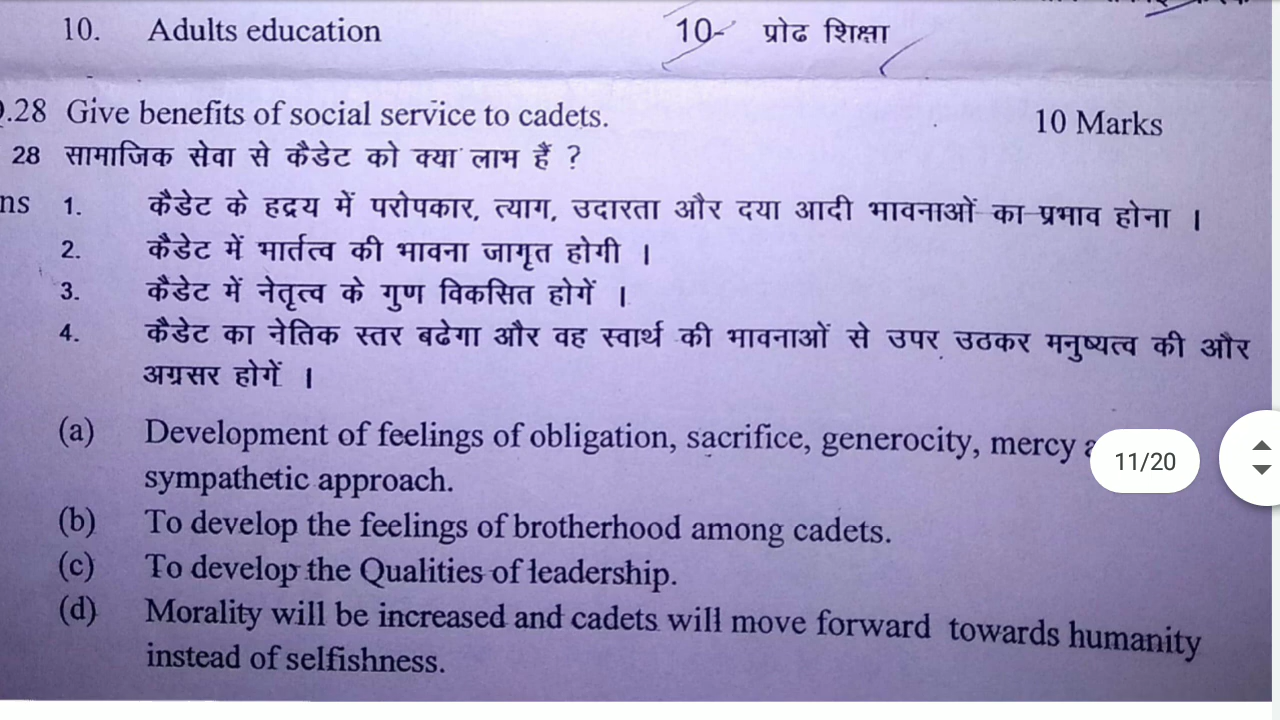 10. Adults education 10- प्रोढ शिक्षा
.28 Give benefits of social service to cadets. 10 Marks
28 सामाजिक सेवा से कैडेट को क्या लाभ हैं ?
ns 1. कैडेट के हद्रय में परोपकार, त्याग, उदारता और दया आदी भावनाओं का प्रभाव होना ।
2. कैडेट में भार्तत्व की भावना जागृत होगी ।
3. कैडेट में नेतृत्व के गुण विकसित होगें ।
4. कैडेट का नेतिक स्तर बढेगा और वह स्वार्थ की भावनाओं से उपर उठकर मनुष्यत्व की और
अग्रसर होगें ।
(a) Development of feelings of obligation, sacrifice, generocity, mercy
sympathetic approach.
11/20
(b) To develop the feelings of brotherhood among cadets.
(c) To develop the Qualities of leadership.
(d) Morality will be increased and cadets will move forward towards humanity
instead of selfishness.